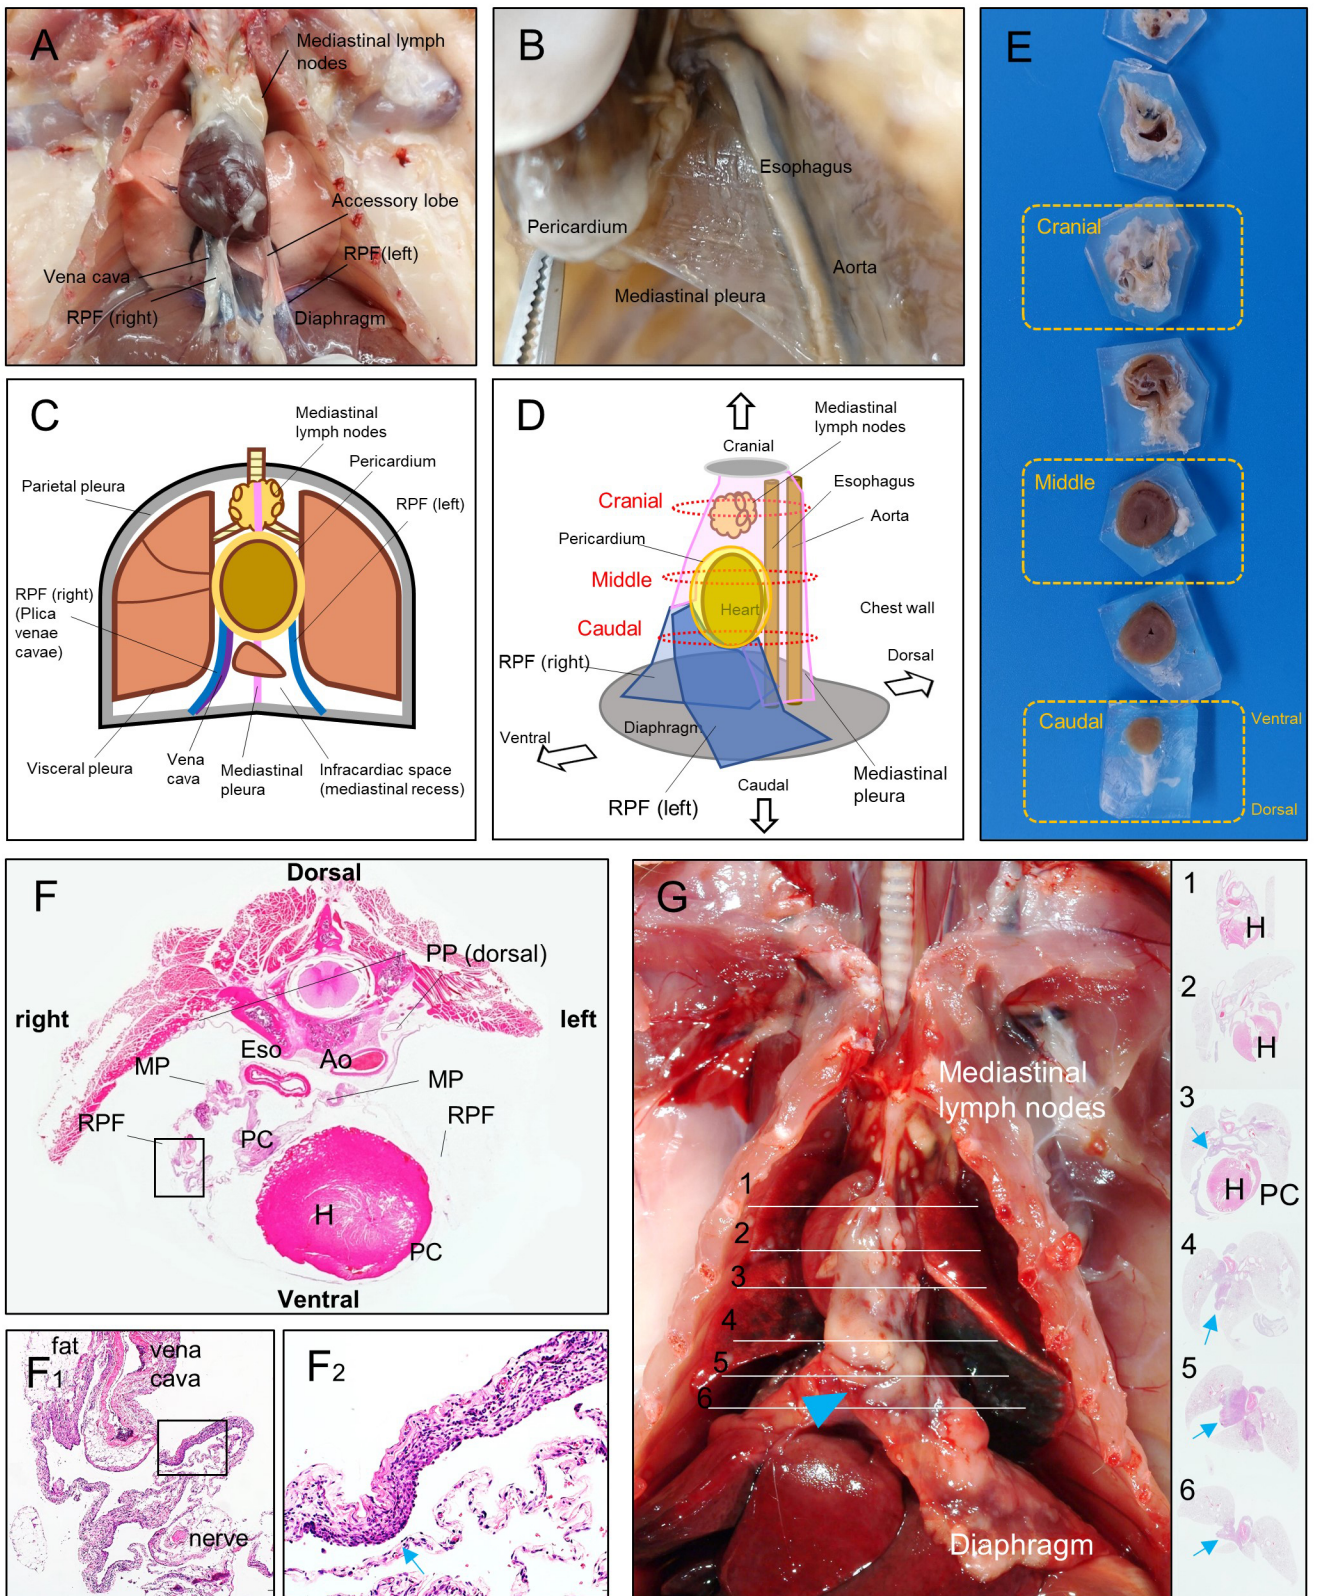 A
Mediastinal lymph
nodes
Accessory lobe
RPF(left)
Vena cava
RPF (right)
Diaphragm
B
Esophagus
Pericardium
Aorta
Mediastinal pleura
C
Mediastinal
lymph nodes
Pericardium
Parietal pleura
RPF (left)
RPF (right)
(Plica
venae
cavae)
Visceral pleura
Vena
cava
Mediastinal
pleura
Infracardiac space
(mediastinal recess)
D
Cranial
Mediastinal
lymph nodes
Esophagus
Cranial
Aorta
Pericardium
Middle
Heart
Chest wall
Caudal
RPF (right)
Dorsal
Diaphragm
Ventral
Caudal
Mediastinal
pleura
RPF (left)
E
Cranial
Middle
Caudal
Ventral
Dorsal
F
Dorsal
PP (dorsal)
right
left
Eso
Ao
MP
MP
RPF
RPF
PC
H
PC
Ventral
F1
fat
vena
cava
nerve
F2
G
Mediastinal
lymph nodes
1
2
3
4
5
6
Diaphragm
1
H
2
H
3
H
PC
4
5
6